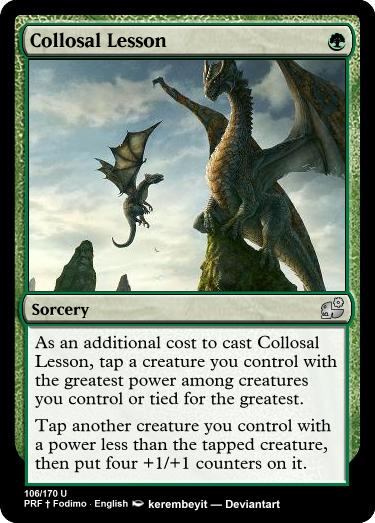 Collosal Lesson
Sorcery
As an additional cost to cast Collosal
Lesson, tap a creature you control with
the greatest power among creatures
you control or tied for the greatest.
Tap another creature you control with
a power less than the tapped creature,
then put four +1/+1 counters on it.
106/170 U
PRF † Fodimo · English kerembeyit — Deviantart